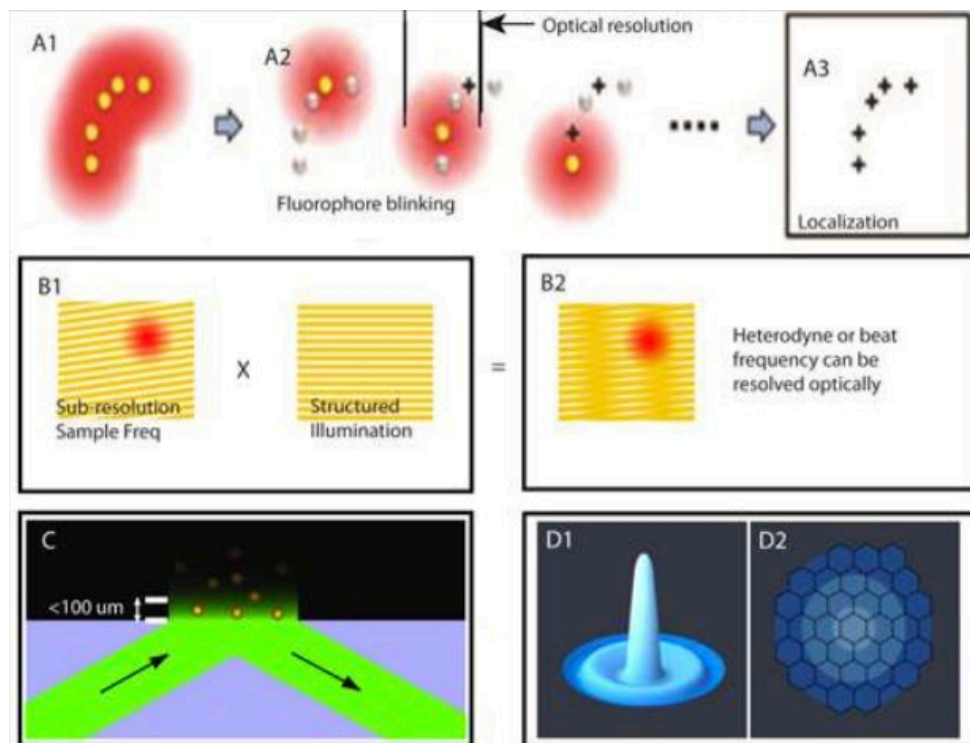 A1
A2
Optical resolution
A3
Fluorophore blinking
Localization
B1
Sub-resolution
Sample Freq
X
Structured
Illumination
=
B2
Heterodyne or beat
frequency can be
resolved optically
C
<100 um
D1
D2